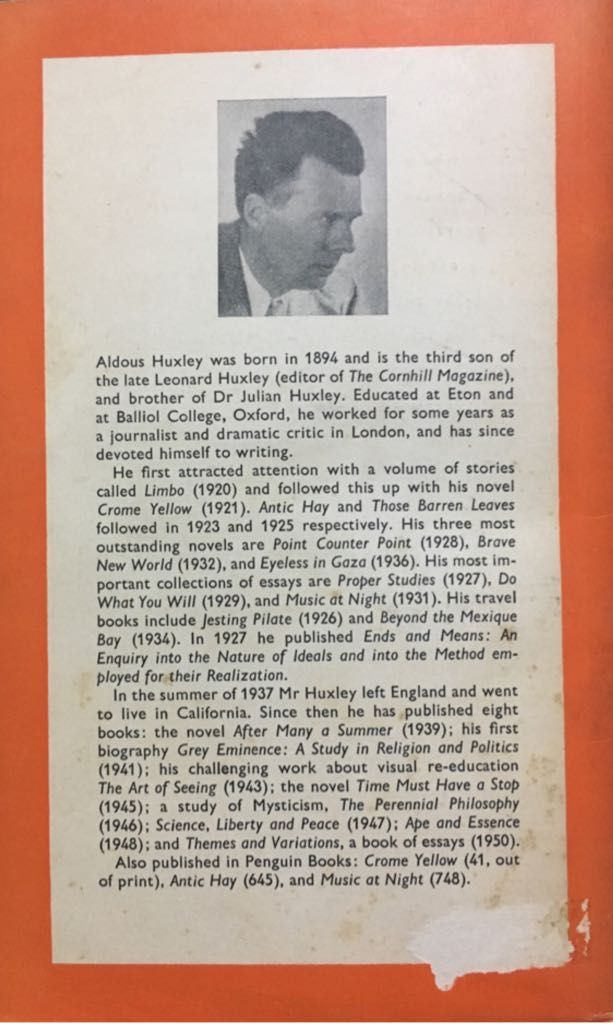 Aldous Huxley was born in 1894 and is the third son of
the late Leonard Huxley (editor of The Cornhill Magazine),
and brother of Dr Julian Huxley. Educated at Eton and
at Balliol College, Oxford, he worked for some years as
a journalist and dramatic critic in London, and has since
devoted himself to writing.
He first attracted attention with a volume of stories
called Limbo (1920) and followed this up with his novel
Crome Yellow (1921). Antic Hay and Those Barren Leaves
followed in 1923 and 1925 respectively. His three most
outstanding novels are Point Counter Point (1928), Brave
New World (1932), and Eyeless in Gaza (1936). His most im-
portant collections of essays are Proper Studies (1927), Do
What You Will (1929), and Music at Night (1931). His travel
books include Jesting Pilate (1926) and Beyond the Mexique
Bay (1934). In 1927 he published Ends and Means: An
Enquiry into the Nature of Ideals and into the Method em-
ployed for their Realization.
In the summer of 1937 Mr Huxley left England and went
to live in California. Since then he has published eight
books: the novel After Many a Summer (1939); his first
biography Grey Eminence: A Study in Religion and Politics
(1941); his challenging work about visual re-education
The Art of Seeing (1943); the novel Time Must Have a Stop
(1945); a study of Mysticism, The Perennial Philosophy
(1946); Science, Liberty and Peace (1947); Ape and Essence
(1948); and Themes and Variations, a book of essays (1950).
Also published in Penguin Books: Crome Yellow (41, out
of print), Antic Hay (645), and Music at Night (748).